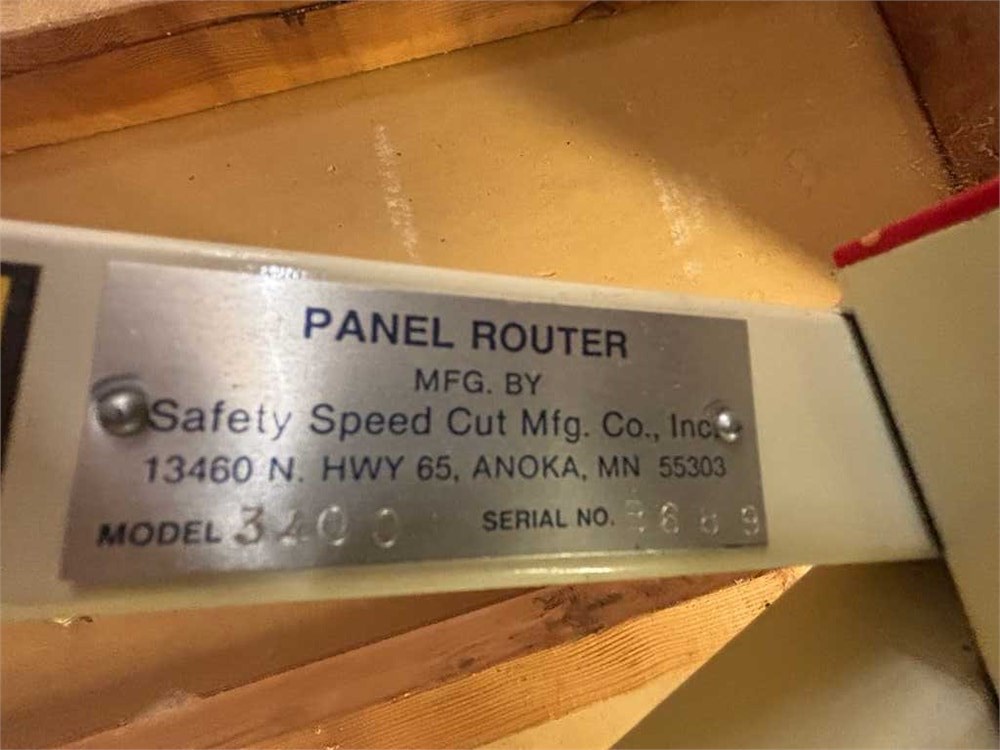 PANEL ROUTER
MFG. BY
Safety Speed Cut Mfg. Co., Inc.
13460 N. HWY 65, ANOKA, MN 55303
MODEL 3400 SERIAL NO.